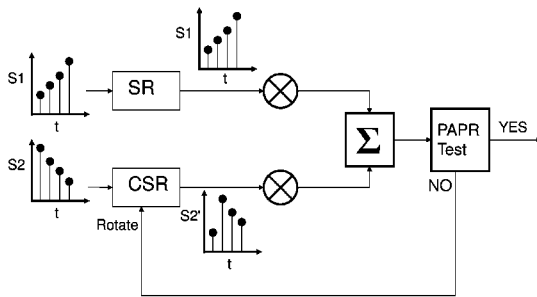 S1
t
S1
t
SR
Σ
PAPR
Test
YES
NO
S2
t
CSR
Rotate
S2'
t